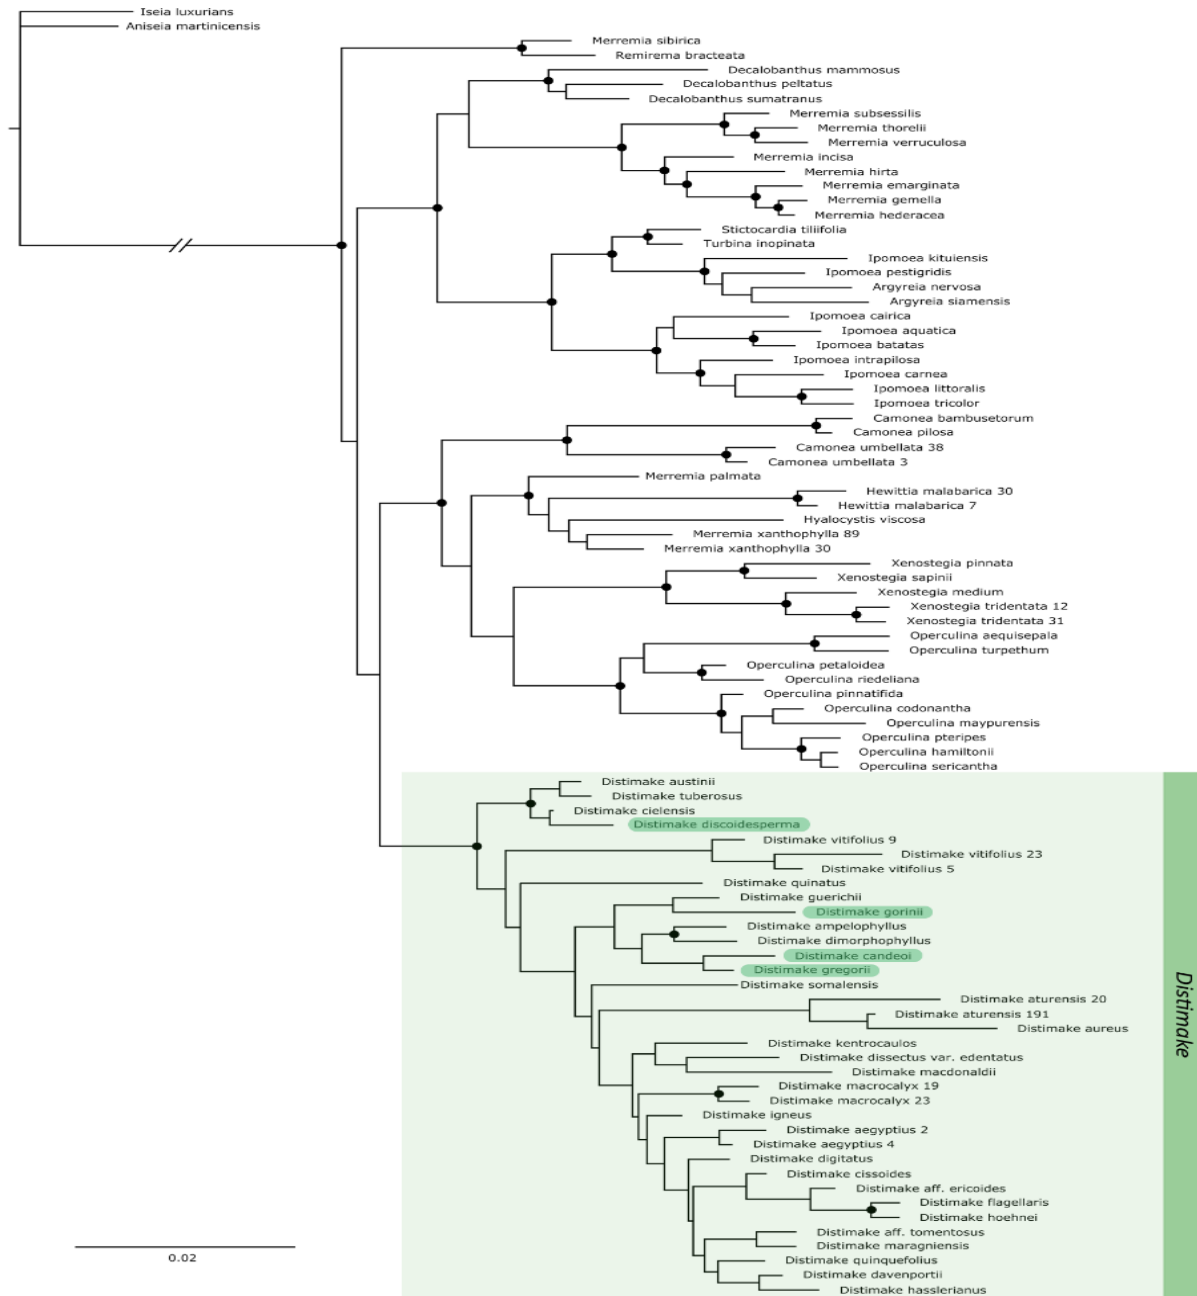 Iseia luxurians
Aniseia martinicensis
Merremia sibirica
Remirema bracteata
Decalobanthus mammosus
Decalobanthus peltatus
Decalobanthus sumatranus
Merremia subsessilis
Merremia thorelii
Merremia verruculosa
Merremia incisa
Merremia hirta
Merremia emarginata
Merremia gemella
Merremia hederacea
Stictocardia tiliifolia
Turbina inopinata
Ipomoea kituiensis
Ipomoea pestigridis
Argyreia nervosa
Argyreia siamensis
Ipomoea cairica
Ipomoea aquatica
Ipomoea batatas
Ipomoea intrapilosa
Ipomoea carnea
Ipomoea littoralis
Ipomoea tricolor
Camonea bambusetorum
Camonea pilosa
Camonea umbellata 38
Camonea umbellata 3
Merremia palmata
Hewittia malabarica 30
Hewittia malabarica 7
Hyalocystis viscosa
Merremia xanthophylla 89
Merremia xanthophylla 30
Xenostegia pinnata
Xenostegia sapinii
Xenostegia medium
Xenostegia tridentata 12
Xenostegia tridentata 31
Operculina aequisepala
Operculina turpethum
Operculina petaloidea
Operculina riedeliana
Operculina pinnatifida
Operculina codonantha
Operculina maypurensis
Operculina pteripes
Operculina hamiltonii
Operculina sericantha
Distimake austinii
Distimake tuberosus
Distimake cielensis
Distimake discoidesperma
Distimake vitifolius 9
Distimake vitifolius 23
Distimake vitifolius 5
Distimake quinatus
Distimake guerichii
Distimake gorinii
Distimake ampelophyllus
Distimake dimorphophyllus
Distimake candeoi
Distimake gregorii
Distimake somalensis
Distimake aturensis 20
Distimake aturensis 191
Distimake aureus
Distimake kentrocaulos
Distimake dissectus var. edentatus
Distimake macdonaldii
Distimake macrocalyx 19
Distimake macrocalyx 23
Distimake igneus
Distimake aegyptius 2
Distimake aegyptius 4
Distimake digitatus
Distimake cissoides
Distimake aff. ericoides
Distimake flagellaris
Distimake hoehnei
Distimake aff. tomentosus
Distimake maragniensis
Distimake quinquefolius
Distimake davenportii
Distimake hasslerianus
Distimake
0.02